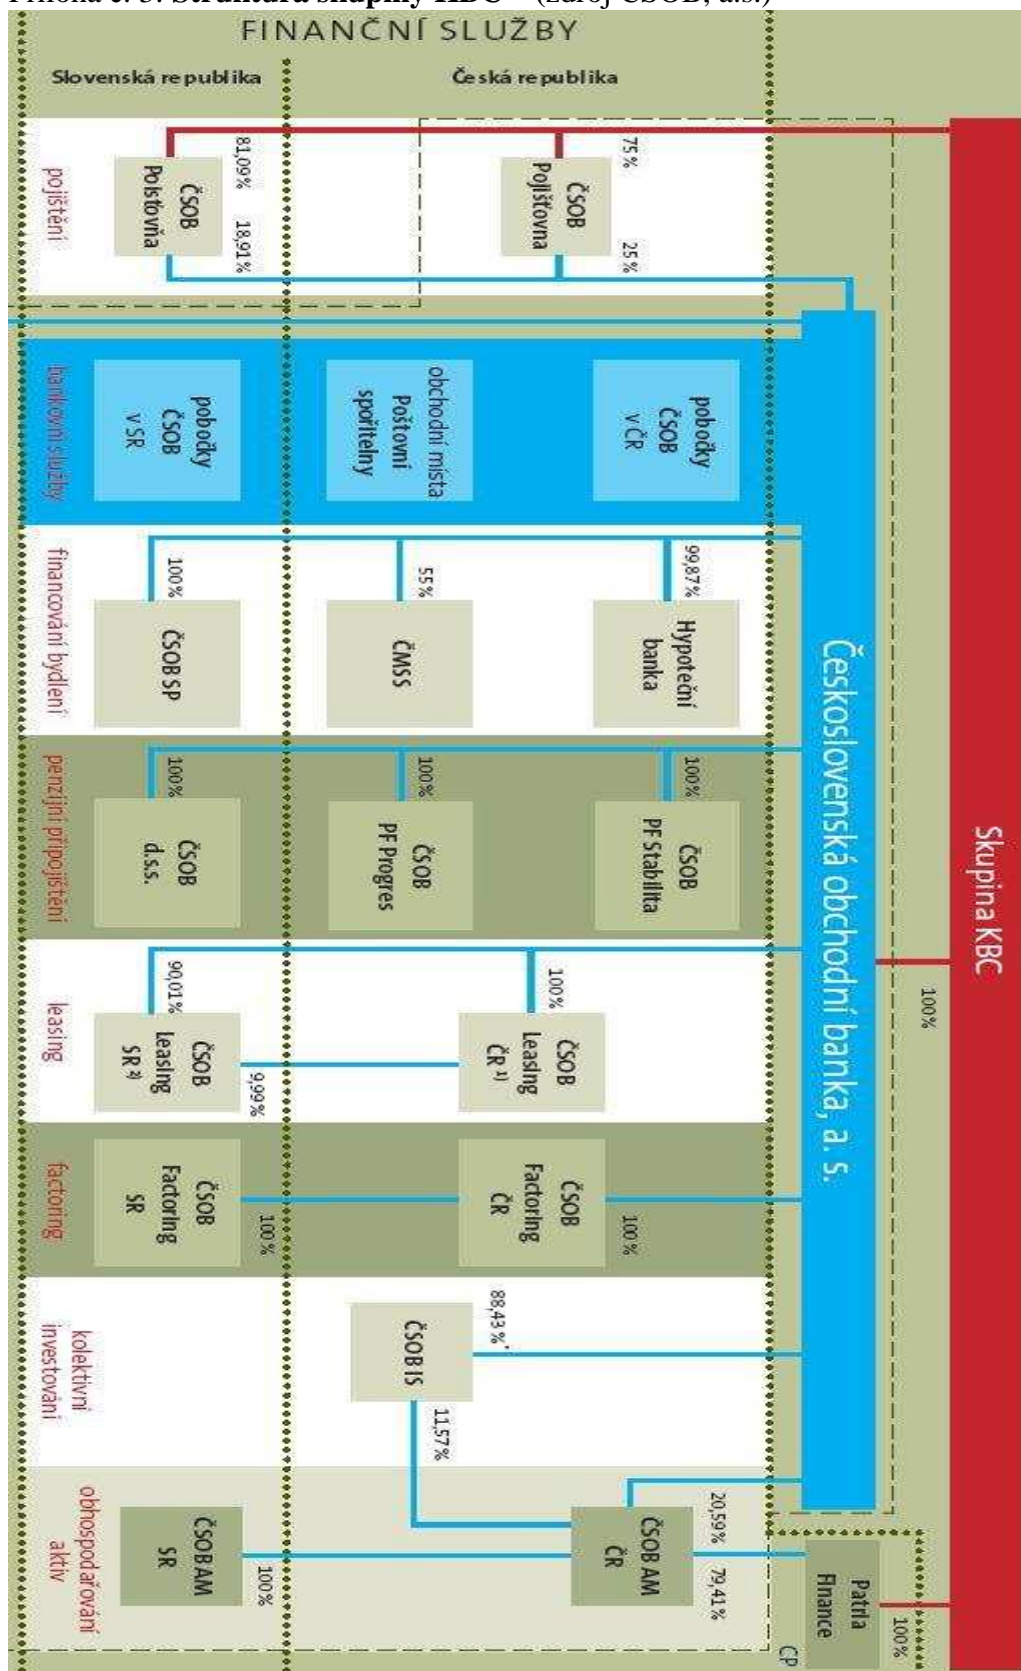 Příloha č. 3: Struktura skupiny KBC (zdroj ČSOB, a.s.)
FINANČNÍ SLUŽBY
Slovenská republika
Česká republika
Skupina KBC
100%
Československá obchodní banka, a. s.
100%
Patria
Finance
CP
75%
25%
ČSOB
Pojišťovna
81,09%
18,91%
ČSOB
Poisťovňa
pojištění
pobočky
ČSOB
v ČR
obchodní místa
Poštovní
spořitelny
pobočky
ČSOB
v SR
bankovní služby
99,87%
Hypoteční
banka
55%
ČMSS
100%
ČSOB SP
financování bydlení
100%
ČSOB
PF Stabilita
100%
ČSOB
PF Progres
100%
ČSOB
d.s.s.
penzijní připojištění
100%
ČSOB
Leasing
ČR 1)
90,01%
9,99%
ČSOB
Leasing
SR 2)
leasing
100%
ČSOB
Factoring
ČR
100%
ČSOB
Factoring
SR
factoring
88,43%*
ČSOB IS
11,57%
kolektivní
investování
20,59%
79,41%
ČSOB AM
ČR
100%
ČSOB AM
SR
obhospodařování
aktiv